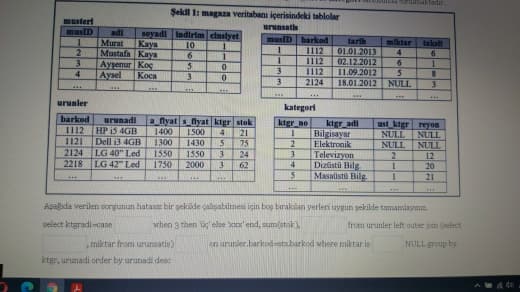 Şekil 1: magaza veritabanı içerisindeki tablolar
musteri
musID adi soyadi indirim cinsiyet
1 Murat Kaya 10 1
2 Mustafa Kaya 6 1
3 Ayşenur Koç 5 0
4 Aysel Koca 3 0
... ... ... ... ...
urunsatis
musID barkod tarih miktar taksit
1 1112 01.01.2013 4 6
1 1112 02.12.2012 6
3 1112 11.09.2012 5 8
3 2124 18.01.2012 NULL 3
... ... ... ... ...
urunler
barkod urunadi a_fiyat s_fiyat ktgr stok
1112 HP i5 4GB 1400 1500 4 21
1121 Dell i3 4GB 1300 1430 5 75
2124 LG 40" Led 1550 1550 3 24
2218 LG 42" Led 1750 2000 3 62
... ... ... ... ... ...
kategori
ktgr_no ktgr_adi ust_ktgr reyon
1 Bilgisayar NULL NULL
2 Elektronik NULL NULL
3 Televizyon 2 12
4 Dizüstü Bilg. 1 20
5 Masaüstü Bilg. 1 21
... ... ... ...
Aşağıda verilen sorgunun hatasız bir şekilde çalışabilmesi için boş bırakılan yerleri uygun şekilde tamamlayınız.
select ktgradi=case when 3 then 'üç' else 'xxx' end, sum(stok), from urunler left outer join (select
, miktar from urunsatis) on urunler.barkod=sts.barkod where miktar is NULL group by
ktgr, urunadi order by urunadi desc